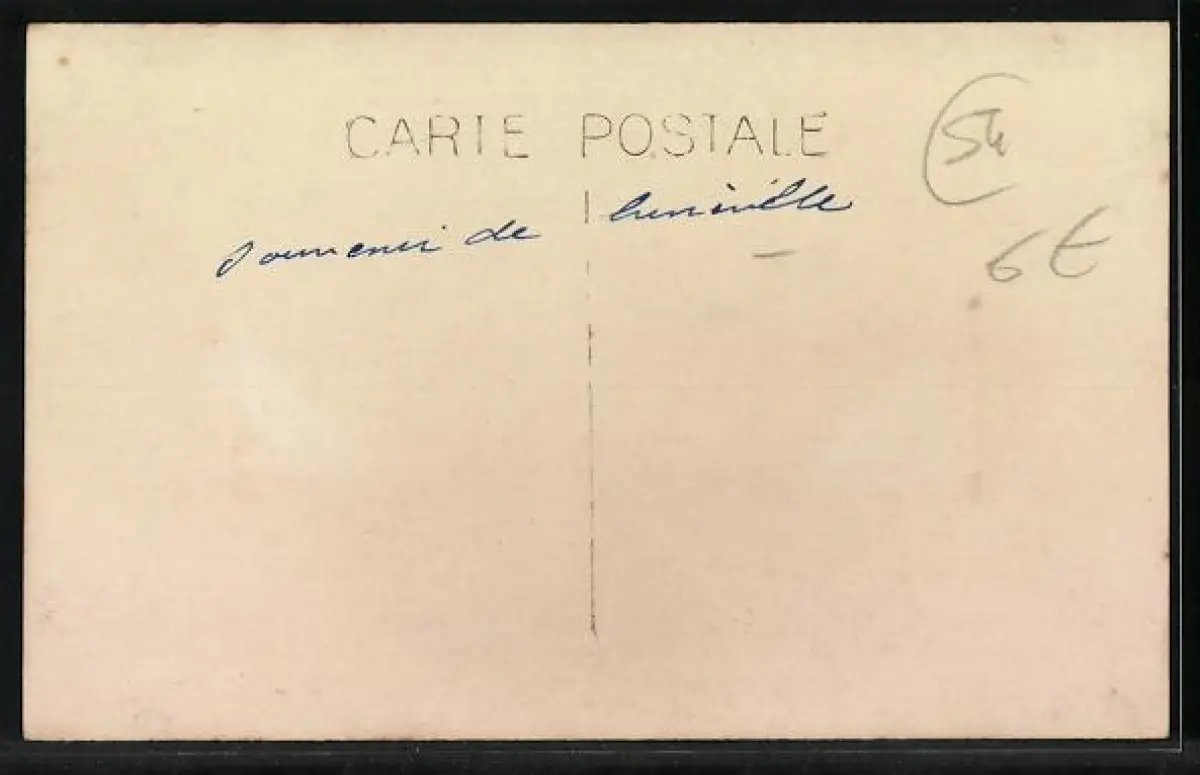 CARTE POSTALE
54
souvenir de lunéville
6 €